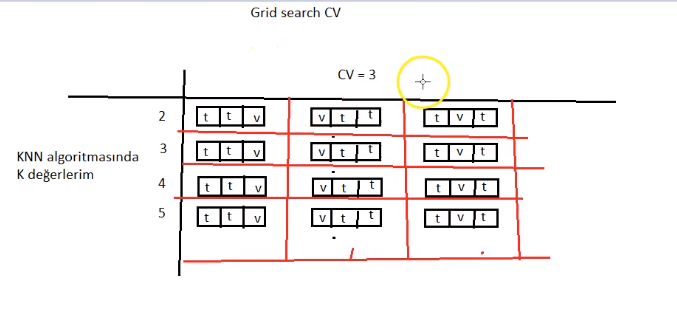 Grid search CV
CV = 3
2 t t v v t t t v t
KNN algoritmasında
K değerlerim
3 t t v v t t t v t
4 t t v v t t t v t
5 t t v v t t t v t